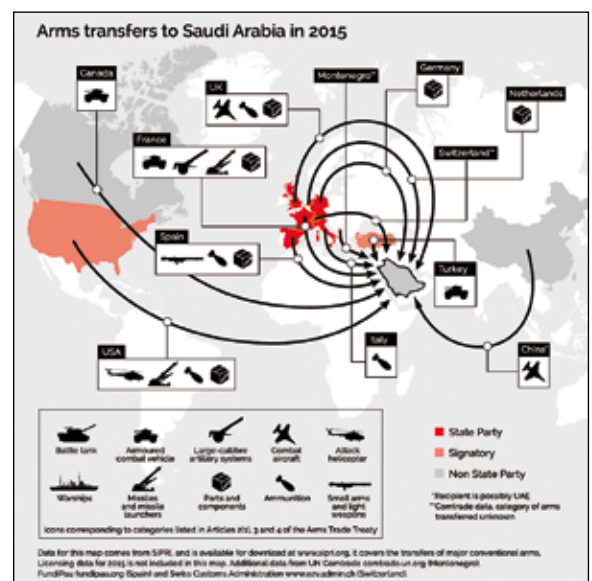 Arms transfers to Saudi Arabia in 2015
Canada
UK
Montenegro**
Germany
Netherlands
France
Switzerland**
Spain
Turkey
USA
Italy
China*
Battle tank
Armoured combat vehicle
Large-calibre artillery systems
Combat aircraft
Attack helicopter
Warships
Missiles and missile launchers
Parts and components
Ammunition
Small arms and light weapons
Icons corresponding to categories listed in Articles 2(1), 3 and 4 of the Arms Trade Treaty
State Party
Signatory
Non State Party
*Recipient is possibly UAE
**Comtrade data, category of arms
transferred unknown
Data for this map comes from SIPRI, and is available for download at www.sipri.org. It covers the transfers of major conventional arms.
Licensing data for 2015 is not included in this map. Additional data from UN Comtrade comtrade.un.org (Montenegro);
FundiPau fundipau.org (Spain) and Swiss Customs Administration www.ezv.admin.ch (Switzerland).